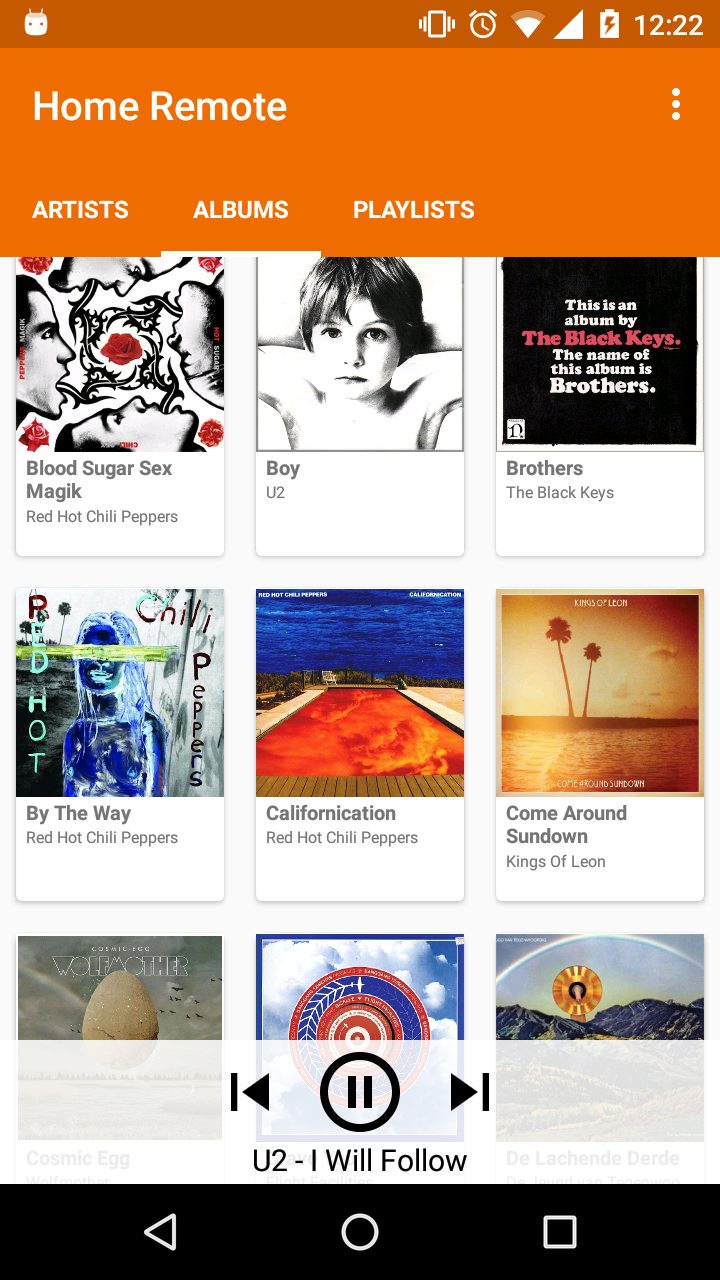 12:22
Home Remote
ARTISTS ALBUMS PLAYLISTS
PEPPERS MAGIK
HOT SUGAR
CHILI
Blood Sugar Sex
Magik
Red Hot Chili Peppers
Boy
U2
This is an
album by
The Black Keys.
The name of
this album is
Brothers.
Brothers
The Black Keys
RED HOT
Chili
Peppers
By The Way
Red Hot Chili Peppers
RED HOT CHILI PEPPERS CALIFORNICATION
Californication
Red Hot Chili Peppers
KINGS OF LEON
COME AROUND SUNDOWN
Come Around
Sundown
Kings Of Leon
COSMIC EGG
WOLFMOTHER
Cosmic Egg
Wolfmother
FLIGHT FACILITIES
Flight Facilities
De Lachende Derde
De Jeugd van Tegenwoo
U2 - I Will Follow